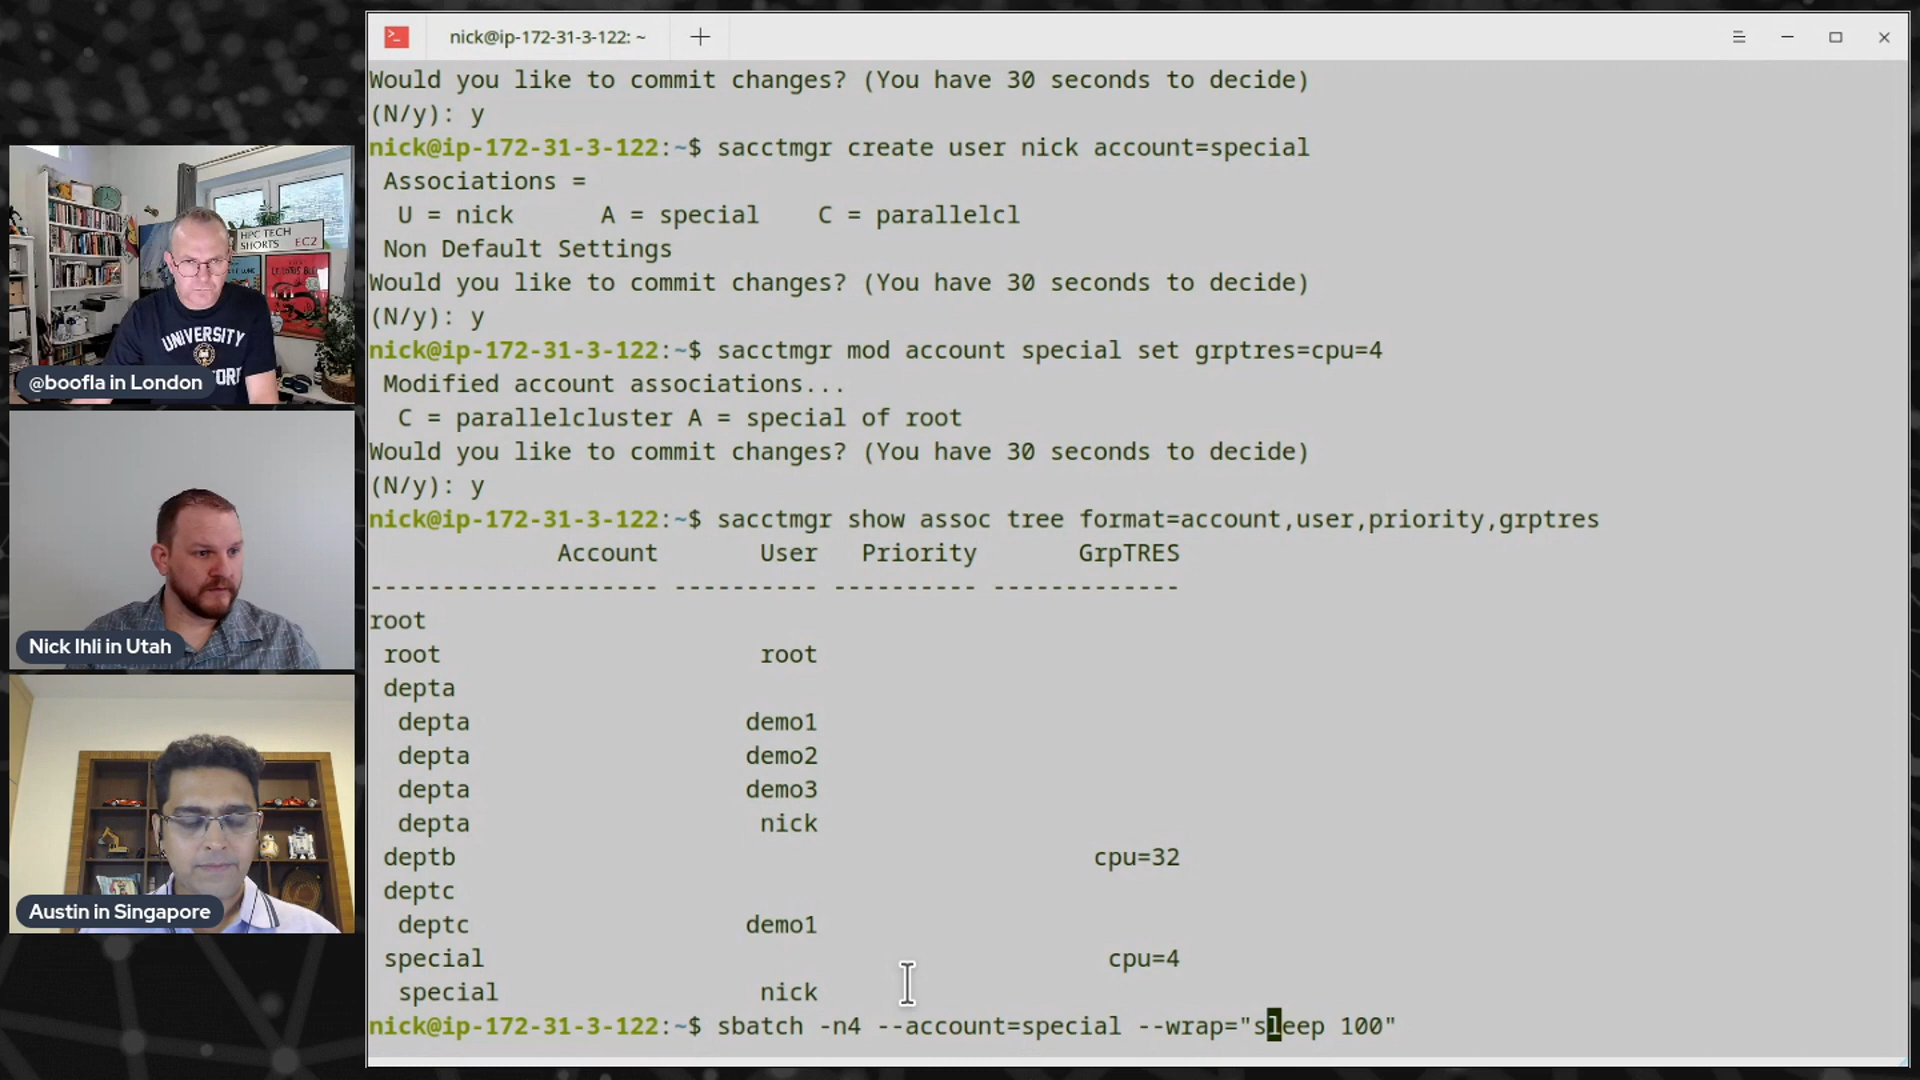 nick@ip-172-31-3-122: ~
Would you like to commit changes? (You have 30 seconds to decide)
(N/y): y
nick@ip-172-31-3-122:~$ sacctmgr create user nick account=special
 Associations =
  U = nick      A = special    C = parallelcl
 Non Default Settings
Would you like to commit changes? (You have 30 seconds to decide)
(N/y): y
nick@ip-172-31-3-122:~$ sacctmgr mod account special set grptres=cpu=4
 Modified account associations...
  C = parallelcluster A = special of root
Would you like to commit changes? (You have 30 seconds to decide)
(N/y): y
nick@ip-172-31-3-122:~$ sacctmgr show assoc tree format=account,user,priority,grptres
             Account       User   Priority       GrpTRES
-------------------- ---------- ---------- -------------
root
 root                      root
 depta
  depta                   demo1
  depta                   demo2
  depta                   demo3
  depta                    nick
 deptb                                            cpu=32
 deptc
  deptc                   demo1
 special                                           cpu=4
  special                  nick
nick@ip-172-31-3-122:~$ sbatch -n4 --account=special --wrap="sleep 100"
HPC TECH
SHORTS EC2
UNIVERSITY
@boofla in London
Nick Ihli in Utah
Austin in Singapore